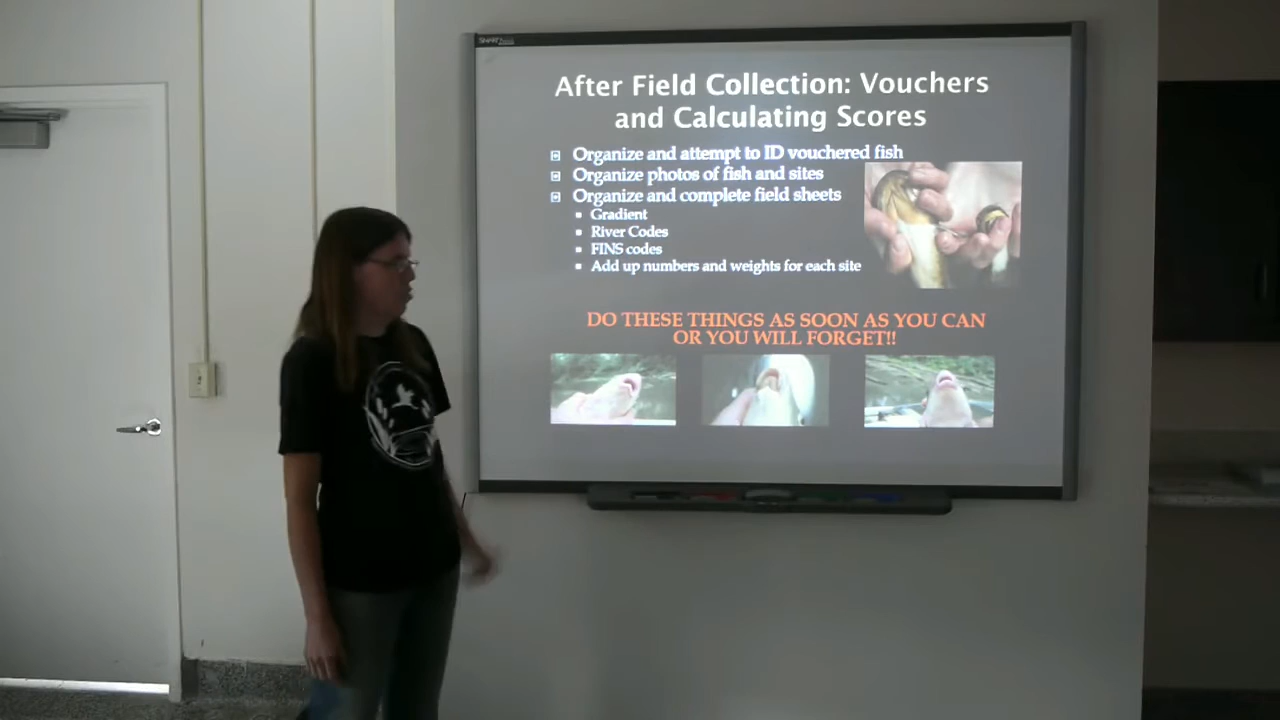 SMART
After Field Collection: Vouchers
and Calculating Scores
Organize and attempt to ID vouchered fish
Organize photos of fish and sites
Organize and complete field sheets
Gradient
River Codes
FINS codes
Add up numbers and weights for each site
DO THESE THINGS AS SOON AS YOU CAN
OR YOU WILL FORGET!!